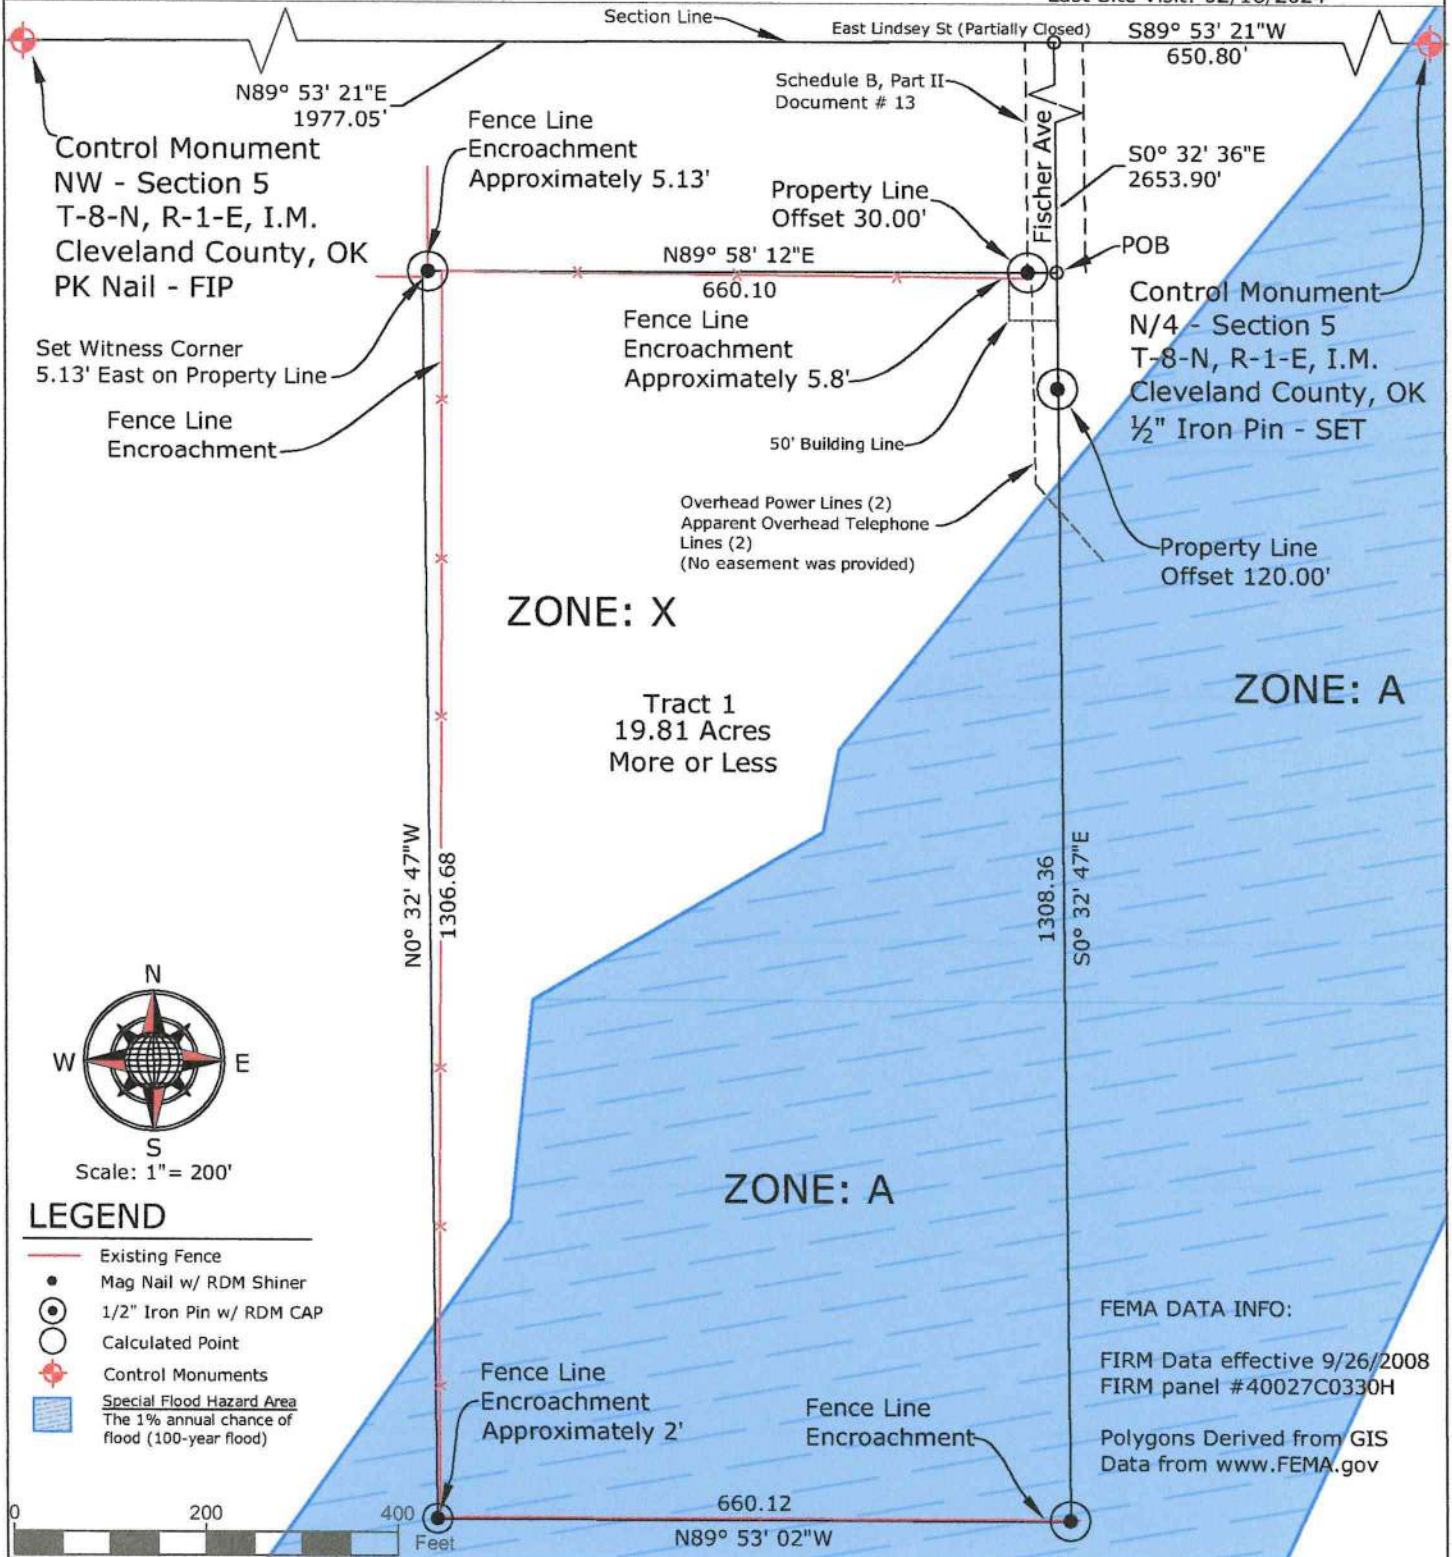 Section Line
East Lindsey St (Partially Closed)
S89° 53' 21"W
650.80'
N89° 53' 21"E
1977.05'
Schedule B, Part II
Document # 13
Control Monument
NW - Section 5
T-8-N, R-1-E, I.M.
Cleveland County, OK
PK Nail - FIP
Fence Line
Encroachment
Approximately 5.13'
Property Line
Offset 30.00'
Fischer Ave
S0° 32' 36"E
2653.90'
POB
N89° 58' 12"E
660.10
Control Monument
N/4 - Section 5
T-8-N, R-1-E, I.M.
Cleveland County, OK
½" Iron Pin - SET
Set Witness Corner
5.13' East on Property Line
Fence Line
Encroachment
Approximately 5.8'
Fence Line
Encroachment
50' Building Line
Overhead Power Lines (2)
Apparent Overhead Telephone
Lines (2)
(No easement was provided)
Property Line
Offset 120.00'
ZONE: X
ZONE: A
Tract 1
19.81 Acres
More or Less
N0° 32' 47"W
1306.68
1308.36
S0° 32' 47"E
N
W
E
S
Scale: 1"= 200'
ZONE: A
LEGEND
Existing Fence
Mag Nail w/ RDM Shiner
1/2" Iron Pin w/ RDM CAP
Calculated Point
Control Monuments
Special Flood Hazard Area
The 1% annual chance of
flood (100-year flood)
FEMA DATA INFO:
FIRM Data effective 9/26/2008
FIRM panel #40027C0330H
Polygons Derived from GIS
Data from www.FEMA.gov
Fence Line
Encroachment
Approximately 2'
Fence Line
Encroachment
660.12
N89° 53' 02"W
0 200 400
Feet